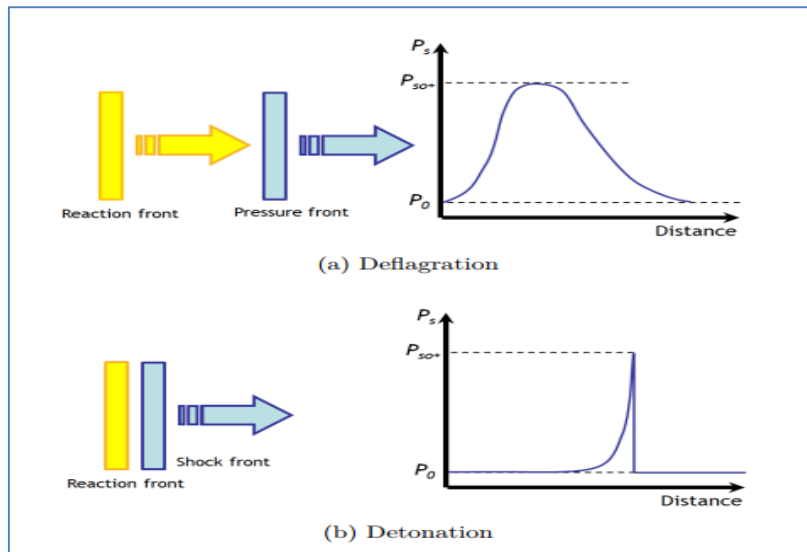 Ps
Pso+
P0
Distance
Reaction front
Pressure front
(a) Deflagration
Ps
Pso+
P0
Distance
Shock front
Reaction front
(b) Detonation